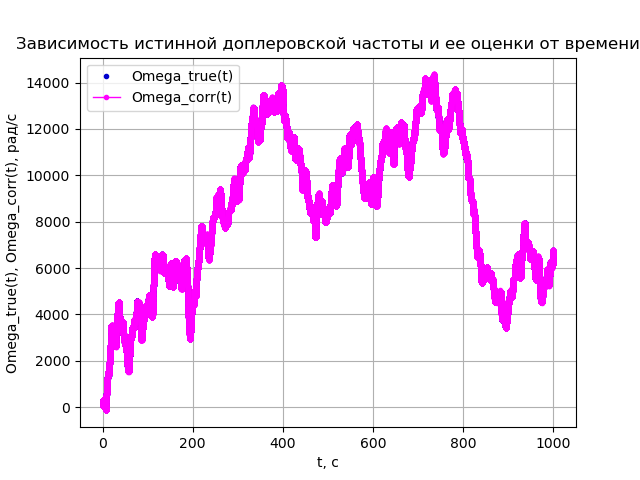 Зависимость истинной доплеровской частоты и ее оценки от времени
Omega_true(t)
Omega_corr(t)
Omega_true(t), Omega_corr(t), рад/с
14000
12000
10000
8000
6000
4000
2000
0
0 200 400 600 800 1000
t, с